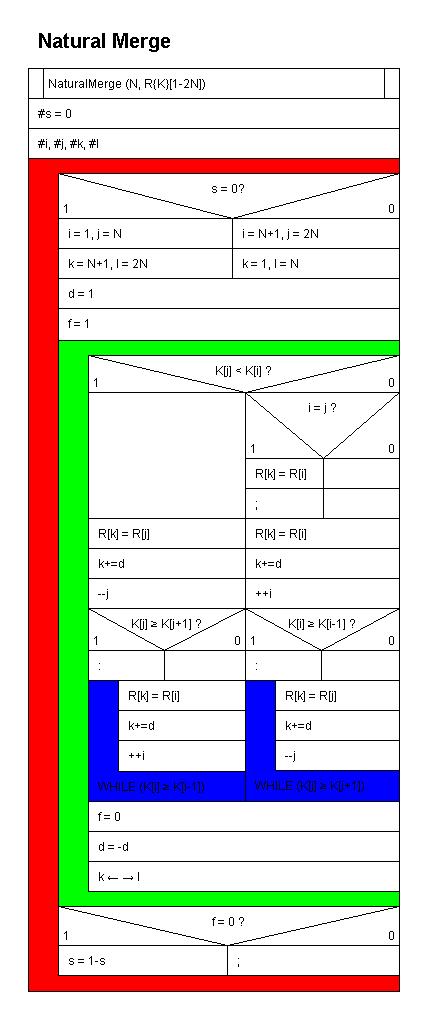 Natural Merge
NaturalMerge (N, R{K}[1-2N])
#s = 0
#i, #j, #k, #l
s = 0?
1 0
i = 1, j = N i = N+1, j = 2N
k = N+1, l = 2N k = 1, l = N
d = 1
f = 1
K[j] < K[i] ?
1 0
i = j ?
1 0
R[k] = R[i]
;
R[k] = R[j] R[k] = R[i]
k+=d k+=d
--j ++i
K[j] ≥ K[j+1] ? K[i] ≥ K[i-1] ?
1 0 1 0
: :
R[k] = R[i] R[k] = R[j]
k+=d k+=d
++i --j
WHILE (K[i] ≥ K[i-1]) WHILE (K[j] ≥ K[j+1])
f = 0
d = -d
k ← → l
f = 0 ?
1 0
s = 1-s ;